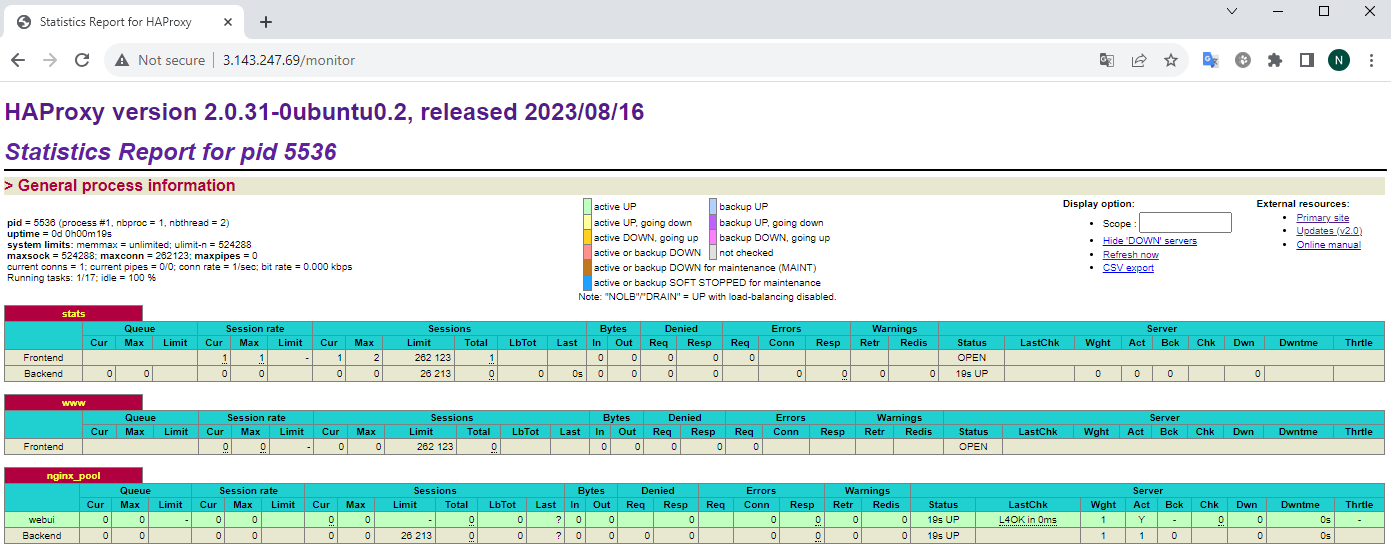 Statistics Report for HAProxy
Not secure | 3.143.247.69/monitor
N
HAProxy version 2.0.31-0ubuntu0.2, released 2023/08/16
Statistics Report for pid 5536
> General process information
pid = 5536 (process #1, nbproc = 1, nbthread = 2)
uptime = 0d 0h00m19s
system limits: memmax = unlimited; ulimit-n = 524288
maxsock = 524288; maxconn = 262123; maxpipes = 0
current conns = 1; current pipes = 0/0; conn rate = 1/sec; bit rate = 0.000 kbps
Running tasks: 1/17; idle = 100 %
active UP backup UP
active UP, going down backup UP, going down
active DOWN, going up backup DOWN, going up
active or backup DOWN not checked
active or backup DOWN for maintenance (MAINT)
active or backup SOFT STOPPED for maintenance
Note: "NOLB"/"DRAIN" = UP with load-balancing disabled.
Display option:
• Scope :
• Hide 'DOWN' servers
• Refresh now
• CSV export
External resources:
• Primary site
• Updates (v2.0)
• Online manual
stats
Queue Session rate Sessions Bytes Denied Errors Warnings Server
Cur Max Limit Cur Max Limit Cur Max Limit Total LbTot Last In Out Req Resp Req Conn Resp Retr Redis Status LastChk Wght Act Bck Chk Dwn Dwntme Thrtle
Frontend 1 1 - 1 2 262 123 1 0 0 0 0 0 OPEN
Backend 0 0 0 0 0 0 26 213 0 0 0s 0 0 0 0 0 0 0 0 19s UP 0 0 0 0
www
Queue Session rate Sessions Bytes Denied Errors Warnings Server
Cur Max Limit Cur Max Limit Cur Max Limit Total LbTot Last In Out Req Resp Req Conn Resp Retr Redis Status LastChk Wght Act Bck Chk Dwn Dwntme Thrtle
Frontend 0 0 - 0 0 262 123 0 0 0 0 0 0 OPEN
nginx_pool
Queue Session rate Sessions Bytes Denied Errors Warnings Server
Cur Max Limit Cur Max Limit Cur Max Limit Total LbTot Last In Out Req Resp Req Conn Resp Retr Redis Status LastChk Wght Act Bck Chk Dwn Dwntme Thrtle
webui 0 0 - 0 0 0 0 - 0 0 ? 0 0 0 0 0 0 0 19s UP L4OK in 0ms 1 Y - 0 0 0s -
Backend 0 0 0 0 0 0 26 213 0 0 ? 0 0 0 0 0 0 0 0 19s UP 1 1 0 0 0s